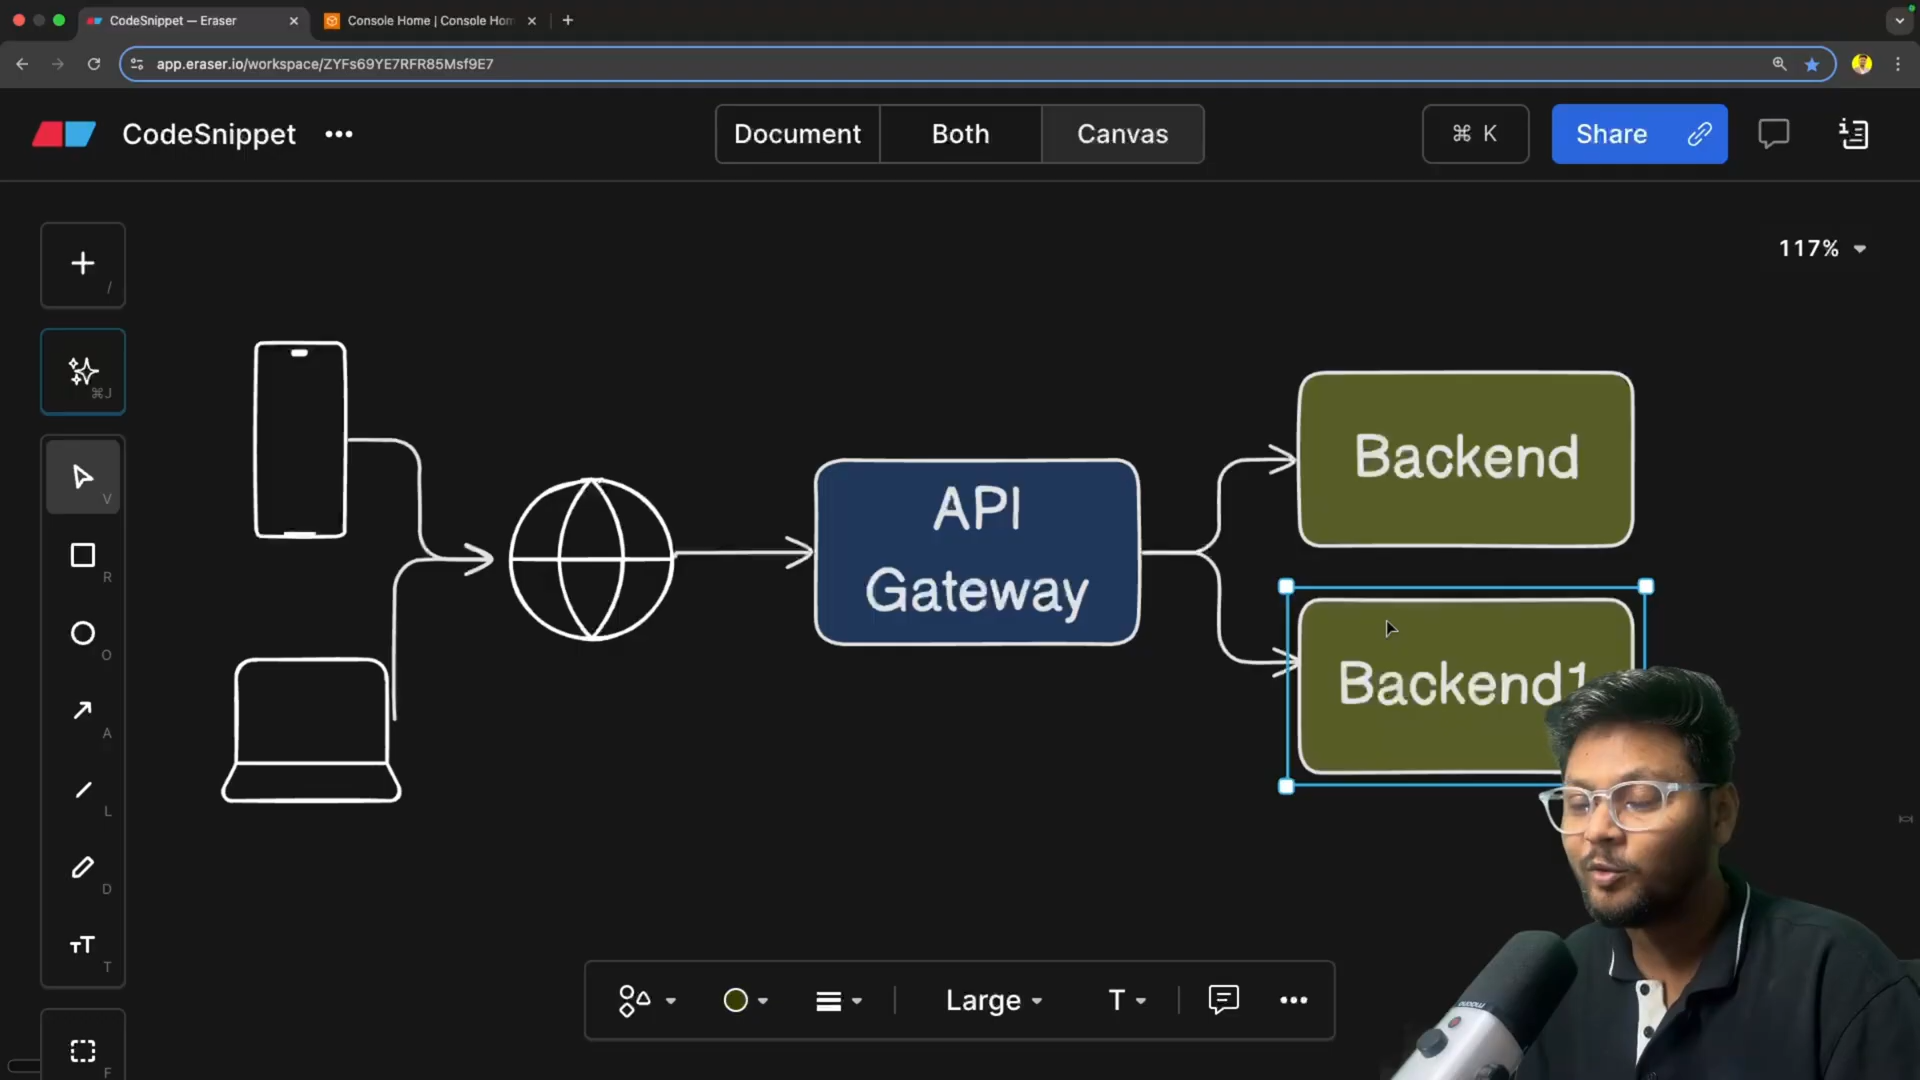 CodeSnippet — Eraser
Console Home | Console Hom
app.eraser.io/workspace/ZYFs69YE7RFR85Msf9E7
CodeSnippet
Document
Both
Canvas
⌘ K
Share
117%
/
⌘J
V
R
O
A
L
D
T
F
API
Gateway
Backend
Backend1
Large
T